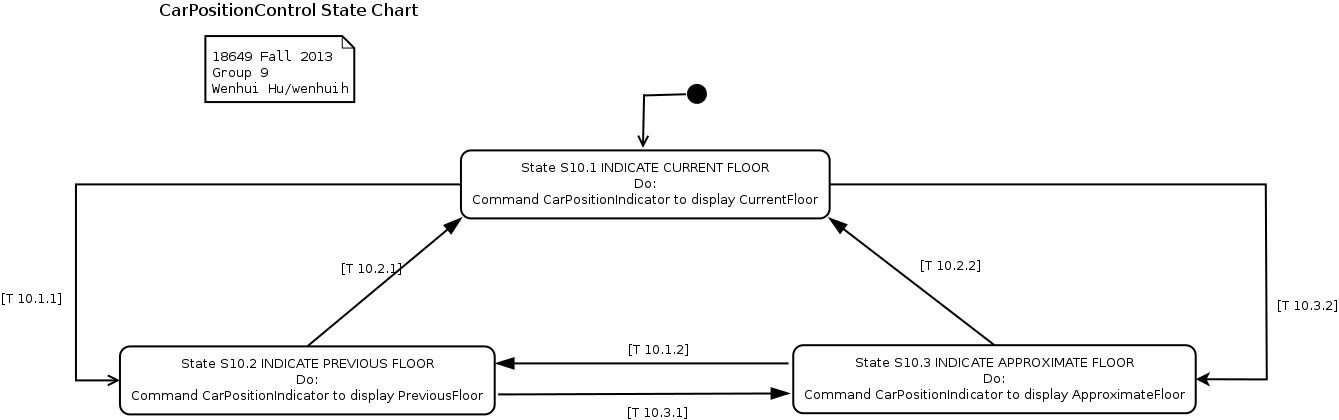 CarPositionControl State Chart
18649 Fall 2013
Group 9
Wenhui Hu/wenhuih
State S10.1 INDICATE CURRENT FLOOR
Do:
Command CarPositionIndicator to display CurrentFloor
[T 10.2.1]
[T 10.2.2]
[T 10.1.1]
[T 10.3.2]
State S10.2 INDICATE PREVIOUS FLOOR
Do:
Command CarPositionIndicator to display PreviousFloor
[T 10.1.2]
[T 10.3.1]
State S10.3 INDICATE APPROXIMATE FLOOR
Do:
Command CarPositionIndicator to display ApproximateFloor